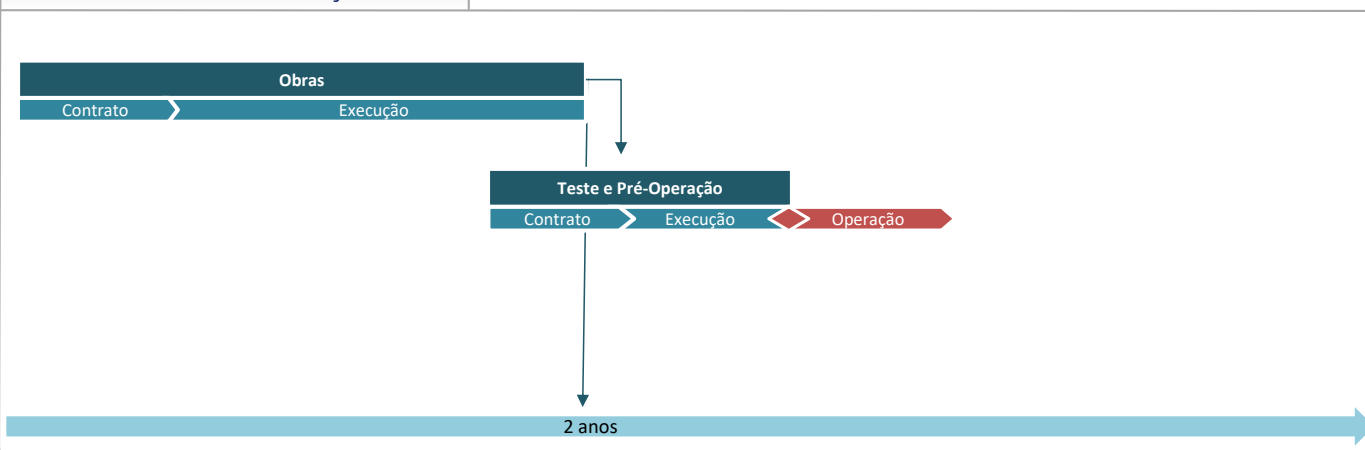 Obras
Contrato
Execução
Teste e Pré-Operação
Contrato
Execução
Operação
2 anos